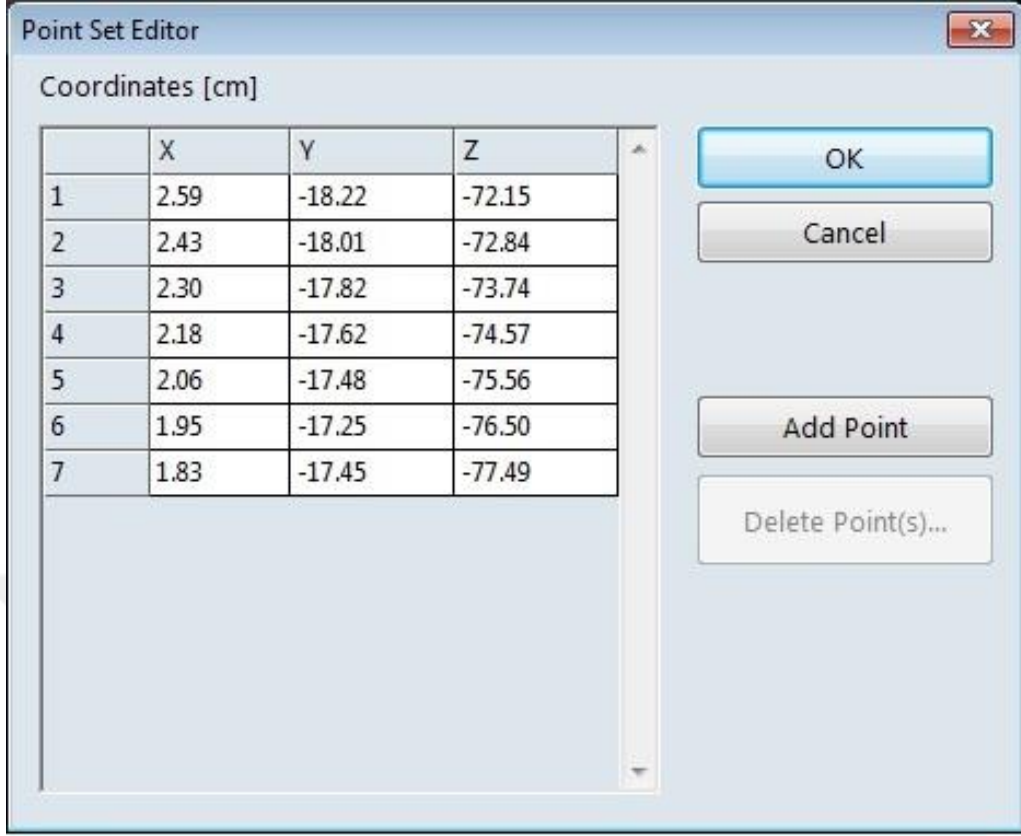 Point Set Editor
Coordinates [cm]
X Y Z
1 2.59 -18.22 -72.15
2 2.43 -18.01 -72.84
3 2.30 -17.82 -73.74
4 2.18 -17.62 -74.57
5 2.06 -17.48 -75.56
6 1.95 -17.25 -76.50
7 1.83 -17.45 -77.49
OK
Cancel
Add Point
Delete Point(s)...